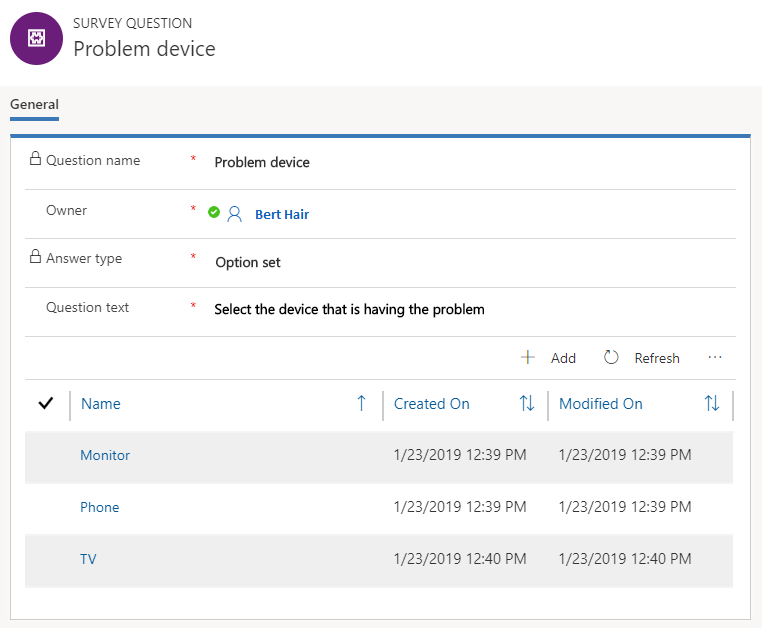 SURVEY QUESTION
Problem device
General
Question name * Problem device
Owner * Bert Hair
Answer type * Option set
Question text * Select the device that is having the problem
Add Refresh ...
Name Created On Modified On
Monitor 1/23/2019 12:39 PM 1/23/2019 12:39 PM
Phone 1/23/2019 12:39 PM 1/23/2019 12:39 PM
TV 1/23/2019 12:40 PM 1/23/2019 12:40 PM